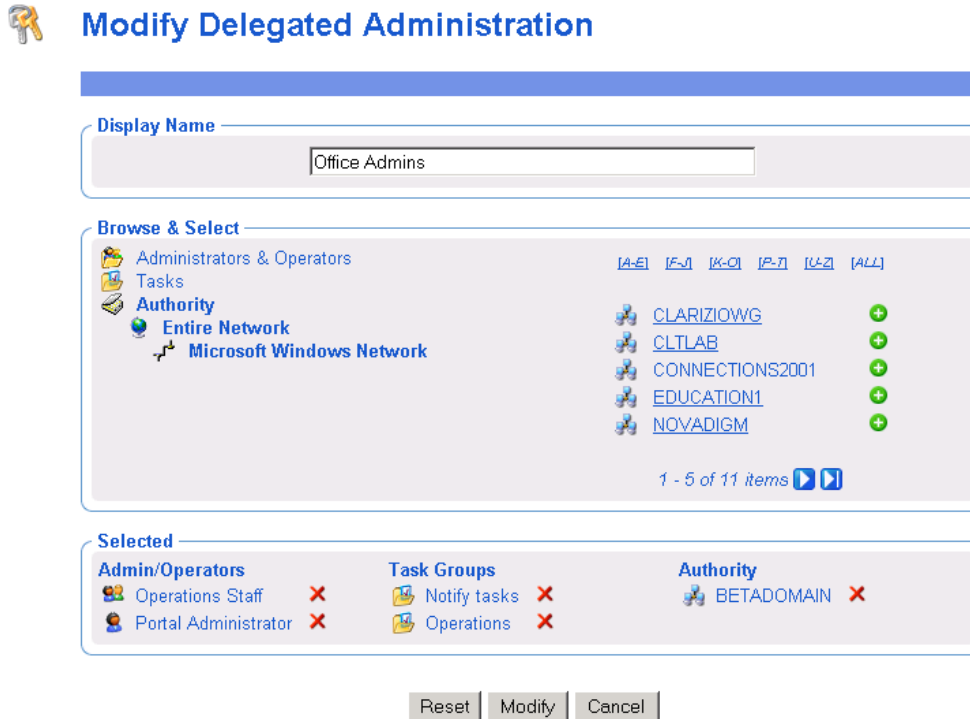 Modify Delegated Administration
Display Name
Office Admins
Browse & Select
Administrators & Operators
Tasks
Authority
Entire Network
Microsoft Windows Network
[A-E] [F-J] [K-O] [P-T] [U-Z] [ALL]
CLARIZIOWG
CLTLAB
CONNECTIONS2001
EDUCATION1
NOVADIGM
1 - 5 of 11 items
Selected
Admin/Operators Task Groups Authority
Operations Staff Notify tasks BETADOMAIN
Portal Administrator Operations
Reset Modify Cancel